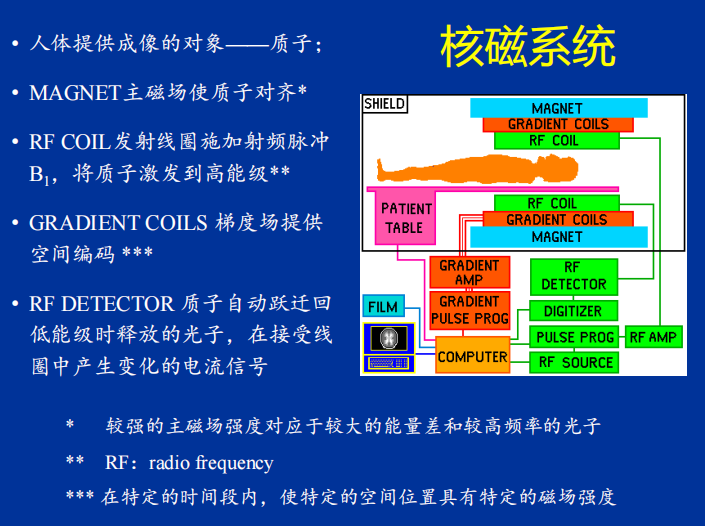 核磁系统
• 人体提供成像的对象——质子；
• MAGNET主磁场使质子对齐*
• RF COIL发射线圈施加射频脉冲
B1，将质子激发到高能级**
• GRADIENT COILS 梯度场提供
空间编码 ***
• RF DETECTOR 质子自动跃迁回
低能级时释放的光子，在接受线
圈中产生变化的电流信号
SHIELD
MAGNET
GRADIENT COILS
RF COIL
PATIENT
TABLE
RF COIL
GRADIENT COILS
MAGNET
GRADIENT
AMP
RF
DETECTOR
FILM
GRADIENT
PULSE PROG
DIGITIZER
COMPUTER
PULSE PROG
RF AMP
RF SOURCE
* 较强的主磁场强度对应于较大的能量差和较高频率的光子
** RF：radio frequency
*** 在特定的时间段内，使特定的空间位置具有特定的磁场强度